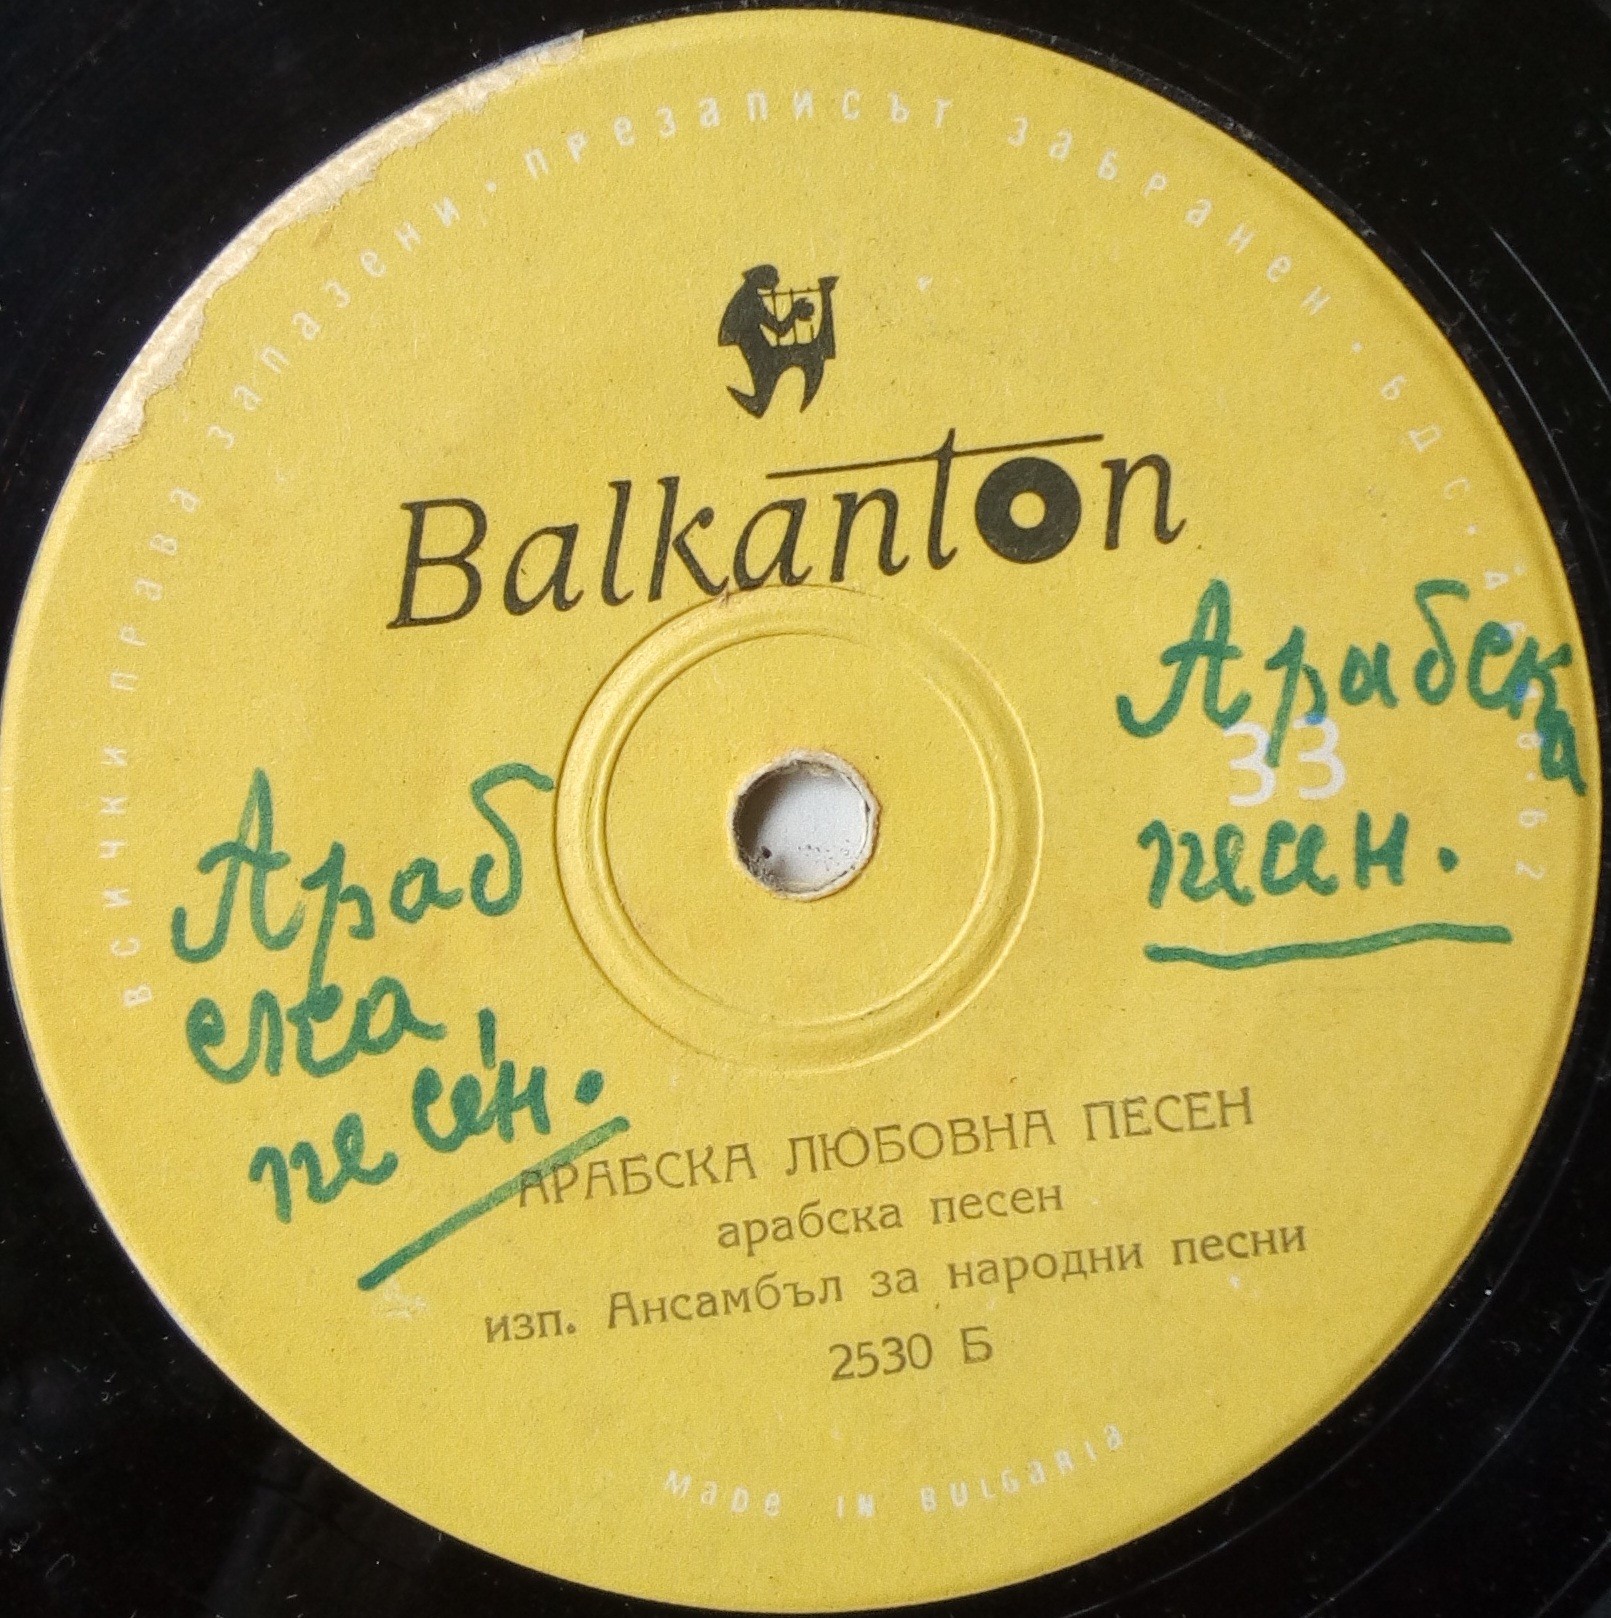 всички права запазени · презаписът забранен · бдс ·
Balkanton
Арабска
33
песен.
Араб
ска
песен.
АРАБСКА ЛЮБОВНА ПЕСЕН
арабска песен
изп. Ансамбъл за народни песни
2530 Б
made in bulgaria